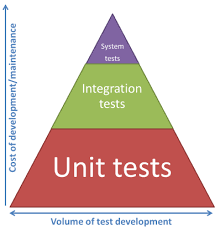 Cost of development/maintenance
System
tests
Integration
tests
Unit tests
Volume of test development